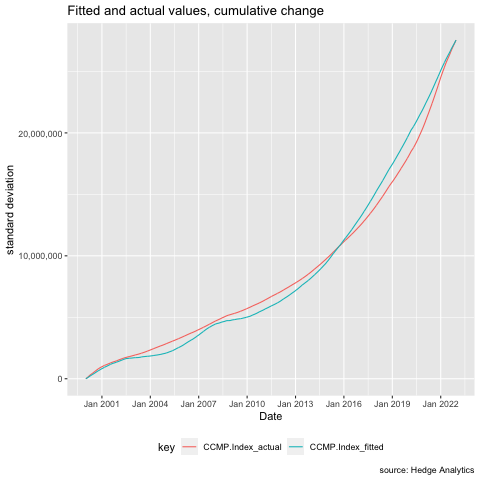 Fitted and actual values, cumulative change
standard deviation
20,000,000
10,000,000
0
Jan 2001 Jan 2004 Jan 2007 Jan 2010 Jan 2013 Jan 2016 Jan 2019 Jan 2022
Date
key CCMP.Index_actual CCMP.Index_fitted
source: Hedge Analytics